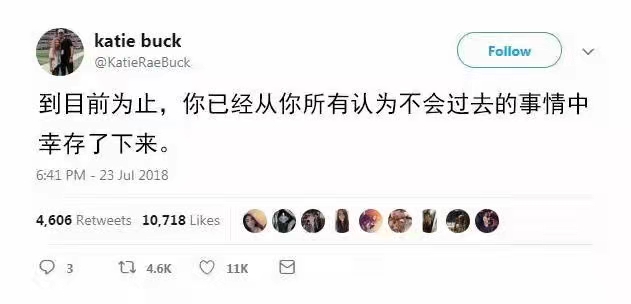 katie buck
@KatieRaeBuck
Follow
到目前为止，你已经从你所有认为不会过去的事情中
幸存了下来。
6:41 PM - 23 Jul 2018
4,606 Retweets 10,718 Likes
3 4.6K 11K